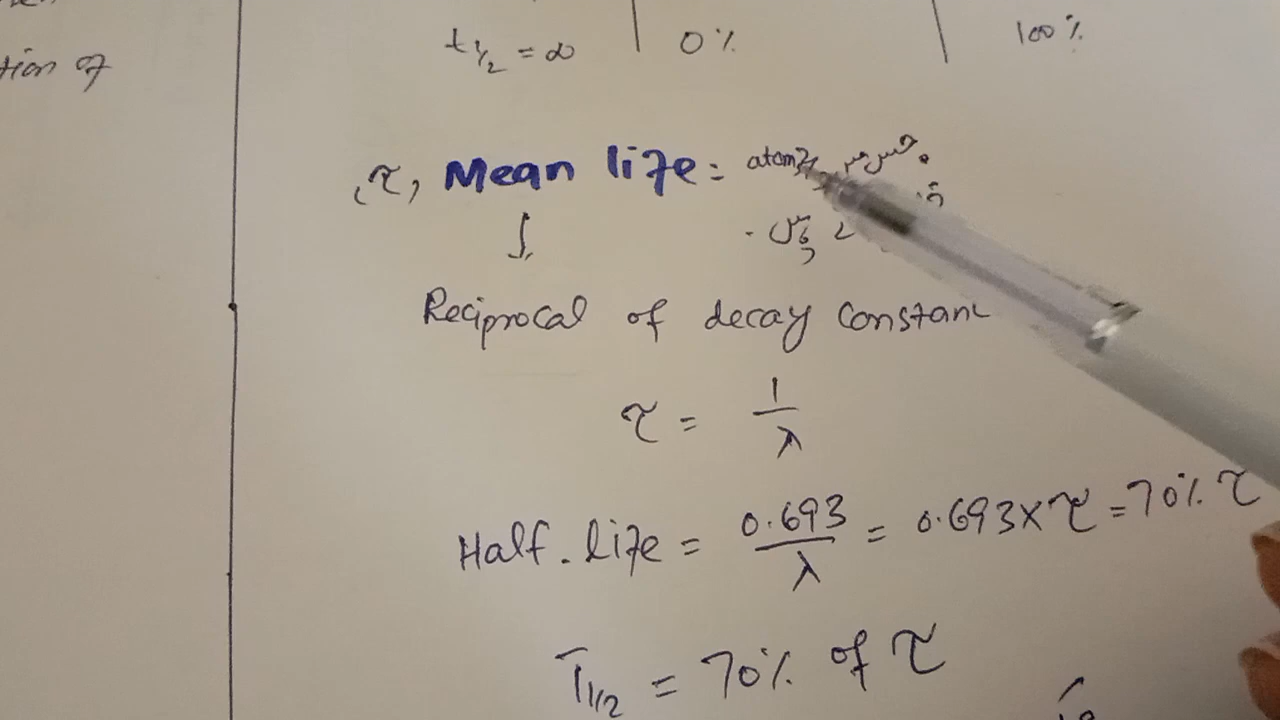 tion of
t1/2 = ∞ | 0% | 100%
(τ, Mean life : atom
Reciprocal of decay constant
τ = 1/λ
Half-life = 0.693/λ = 0.693×τ = 70% τ
T1/2 = 70% of τ